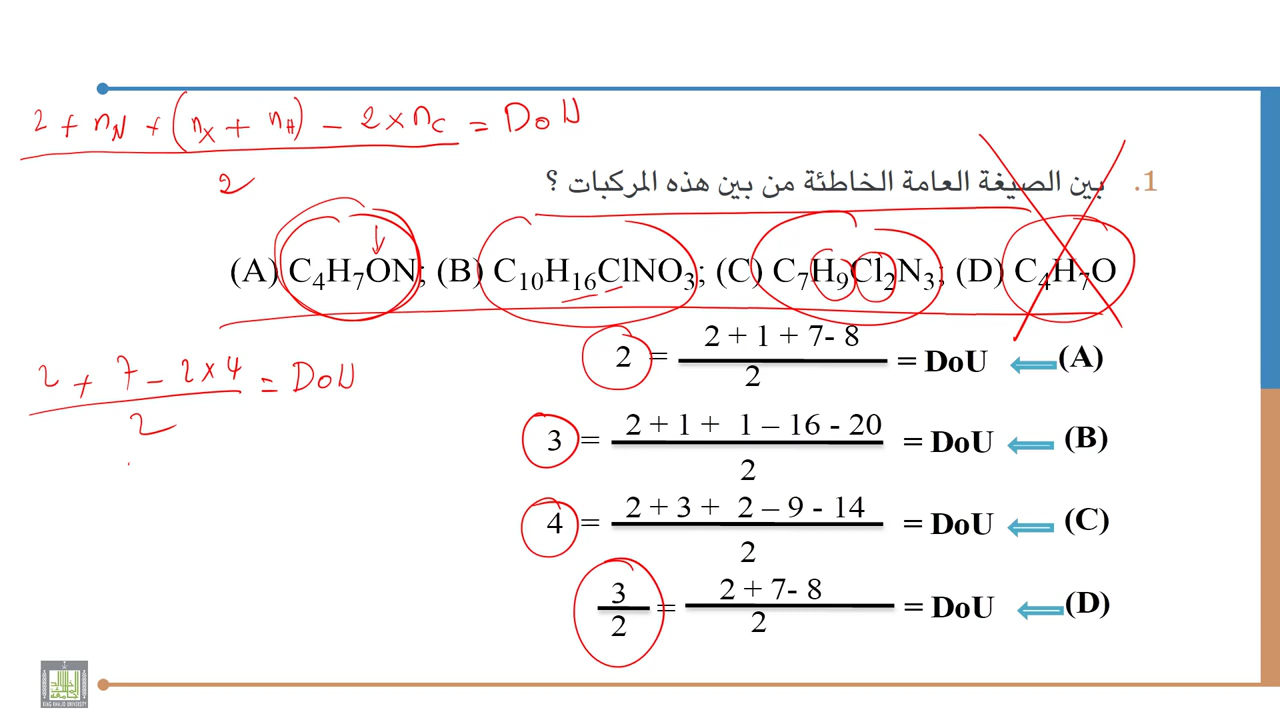 2 + nN + (nX + nH) - 2 × nC = DoU
2
1. بين الصيغة العامة الخاطئة من بين هذه المركبات ؟
(A) C4H7ON; (B) C10H16ClNO3; (C) C7H9Cl2N3; (D) C4H7O
2 = 2 + 1 + 7- 8 / 2 = DoU (A)
2 + 7 - 2 × 4 = DoU
2
3 = 2 + 1 + 1 – 16 - 20 / 2 = DoU (B)
4 = 2 + 3 + 2 – 9 - 14 / 2 = DoU (C)
3 / 2 = 2 + 7- 8 / 2 = DoU (D)
KING KHALID UNIVERSITY